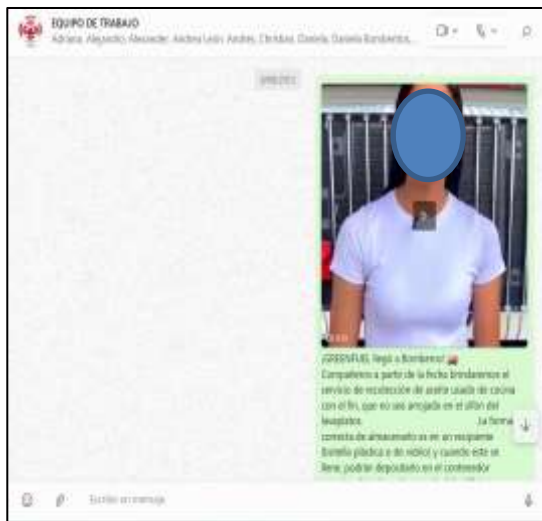 EQUIPO DE TRABAJO
Adriana, Alejandro, Alexander, Andrea León, Andrés, Christian, Daniela, Daniela Bomberitos,...
¡GREENFUEL llegó a Bomberos!
Compañeros a partir de la fecha brindaremos el
servicio de recolección de aceite usado de cocina
con el fin, que no sea arrojado en el sifón del
lavaplatos. La forma
correcta de almacenarlo es en un recipiente
(botella plástica o de vidrio) y cuando este se
llene, podrán depositarlo en el contenedor
Escribe un mensaje